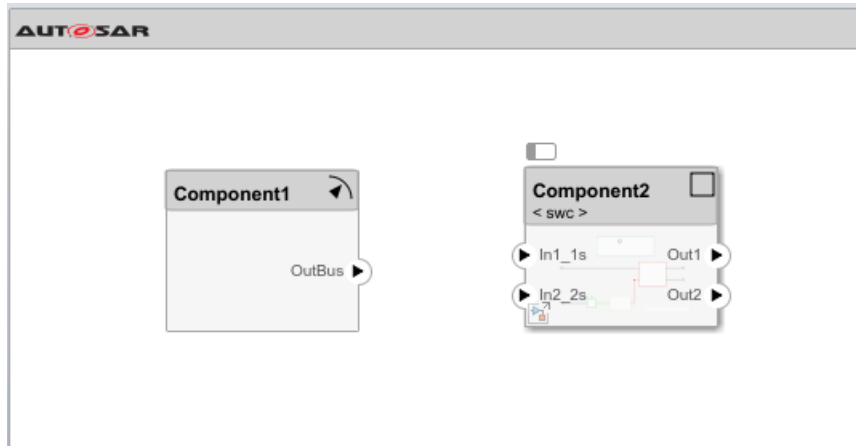 AUTOSAR
Component1
OutBus
Component2
< swc >
In1_1s
Out1
In2_2s
Out2